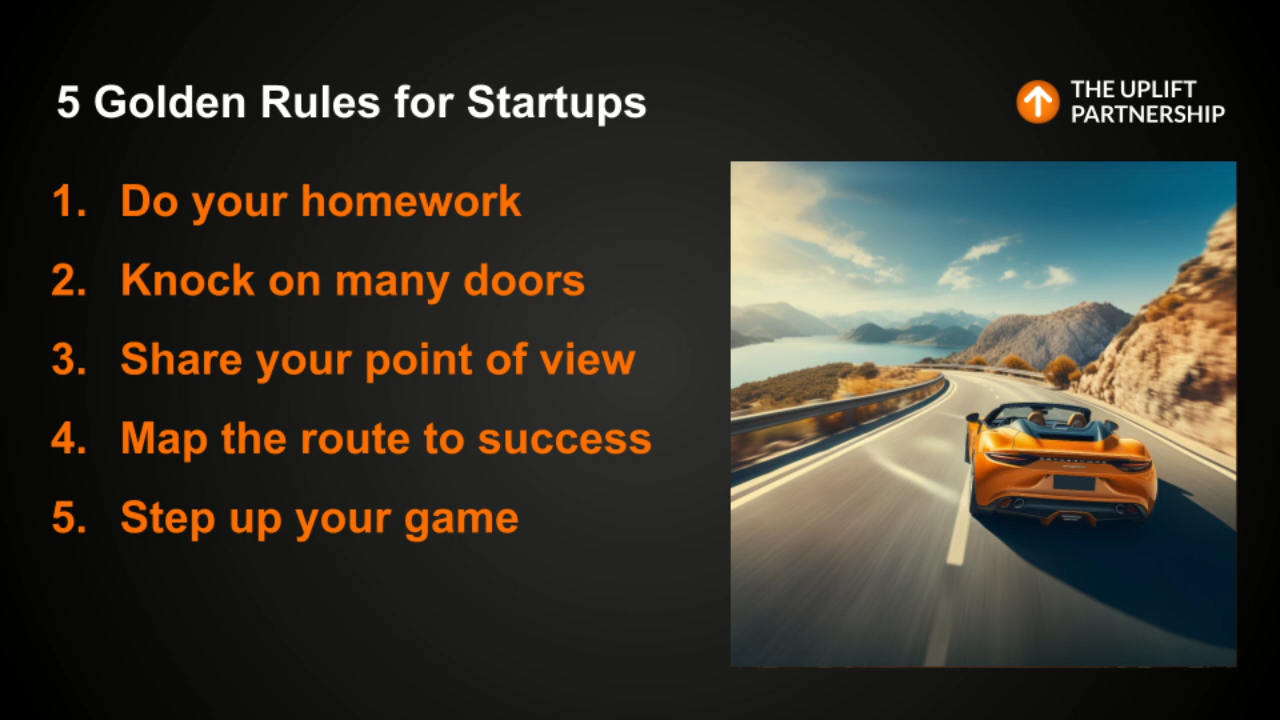 5 Golden Rules for Startups
THE UPLIFT
PARTNERSHIP
1. Do your homework
2. Knock on many doors
3. Share your point of view
4. Map the route to success
5. Step up your game